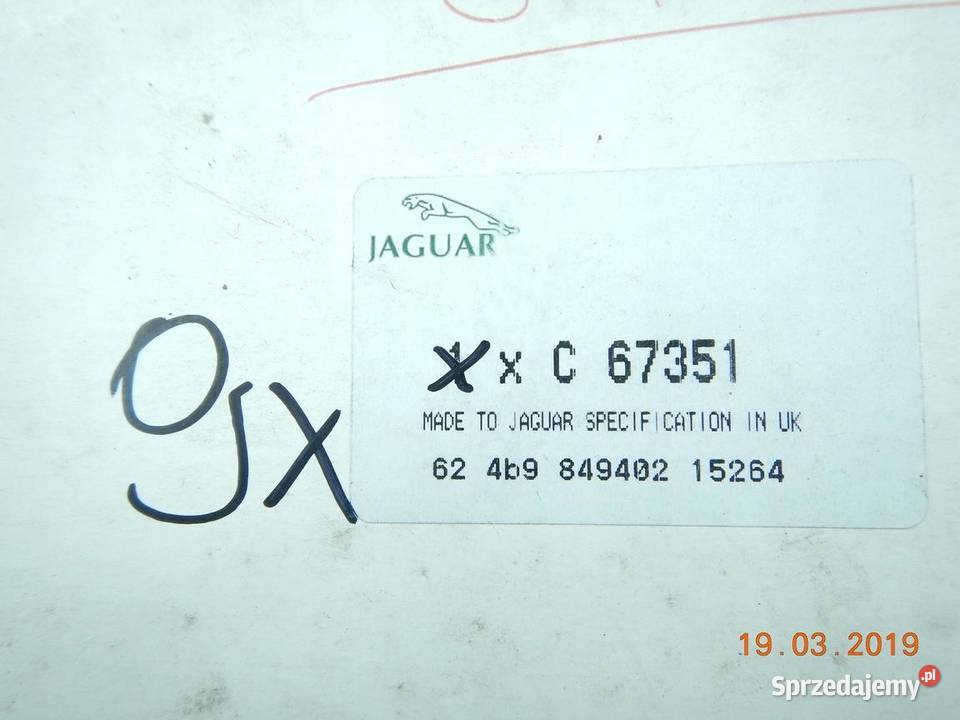 JAGUAR
1 x C 67351
MADE TO JAGUAR SPECIFICATION IN UK
62 4b9 849402 15264
9x
19.03.2019
Sprzedajemy.pl